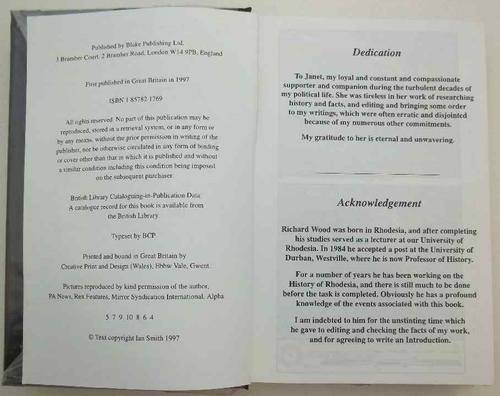 Published by Blake Publishing Ltd,
3 Bramber Court, 2 Bramber Road, London W14 9PB, England
First published in Great Britain in 1997
ISBN 1 85782 1769
All rights reserved. No part of this publication may be
reproduced, stored in a retrieval system, or in any form or
by any means, without the prior permission in writing of the
publisher, nor be otherwise circulated in any form of binding
or cover other than that in which it is published and without
a similar condition including this condition being imposed
on the subsequent purchaser.
British Library Cataloguing-in-Publication Data:
A catalogue record for this book is available from
the British Library.
Typeset by BCP
Printed and bound in Great Britain by
Creative Print and Design (Wales), Ebbw Vale, Gwent.
Pictures reproduced by kind permission of the author,
PA News, Rex Features, Mirror Syndication International, Alpha
5 7 9 10 8 6 4
© Text copyright Ian Smith 1997
Dedication
To Janet, my loyal and constant and compassionate
supporter and companion during the turbulent decades of
my political life. She was tireless in her work of researching
history and facts, and editing and bringing some order
to my writings, which were often erratic and disjointed
because of my numerous other commitments.
My gratitude to her is eternal and unwavering.
Acknowledgement
Richard Wood was born in Rhodesia, and after completing
his studies served as a lecturer at our University of
Rhodesia. In 1984 he accepted a post at the University of
Durban, Westville, where he is now Professor of History.
For a number of years he has been working on the
History of Rhodesia, and there is still much to be done
before the task is completed. Obviously he has a profound
knowledge of the events associated with this book.
I am indebted to him for the unstinting time which
he gave to editing and checking the facts of my work,
and for agreeing to write an Introduction.